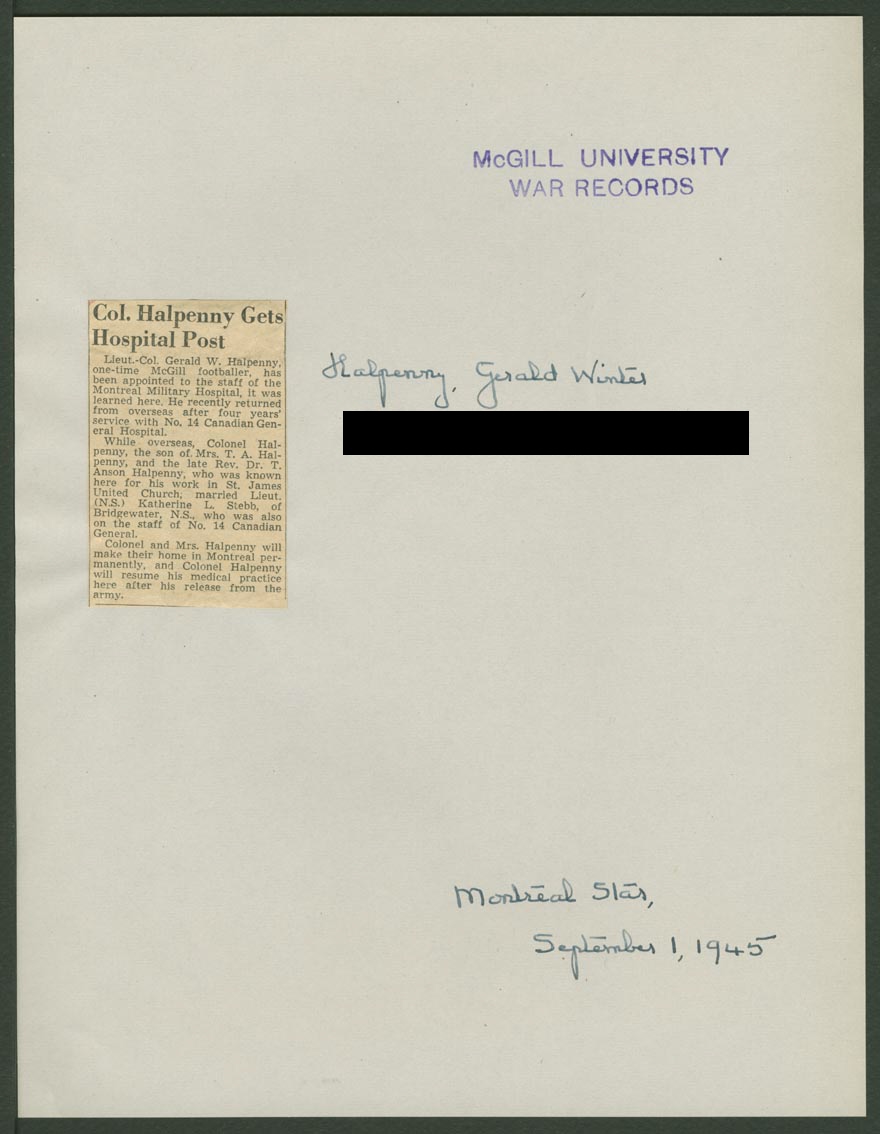 McGILL UNIVERSITY
WAR RECORDS
Col. Halpenny Gets
Hospital Post
Lieut.-Col. Gerald W. Halpenny,
one-time McGill footballer, has
been appointed to the staff of the
Montreal Military Hospital, it was
learned here. He recently returned
from overseas after four years'
service with No. 14 Canadian Gen-
eral Hospital.
While overseas, Colonel Hal-
penny, the son of Mrs. T. A. Hal-
penny, and the late Rev. Dr. T.
Anson Halpenny, who was known
here for his work in St. James
United Church, married Lieut.
(N.S.) Katherine L. Stebb, of
Bridgewater, N.S., who was also
on the staff of No. 14 Canadian
General.
Colonel and Mrs. Halpenny will
make their home in Montreal per-
manently, and Colonel Halpenny
will resume his medical practice
here after his release from the
army.
Halpenny, Gerald Winter
Montreal Star,
September 1, 1945